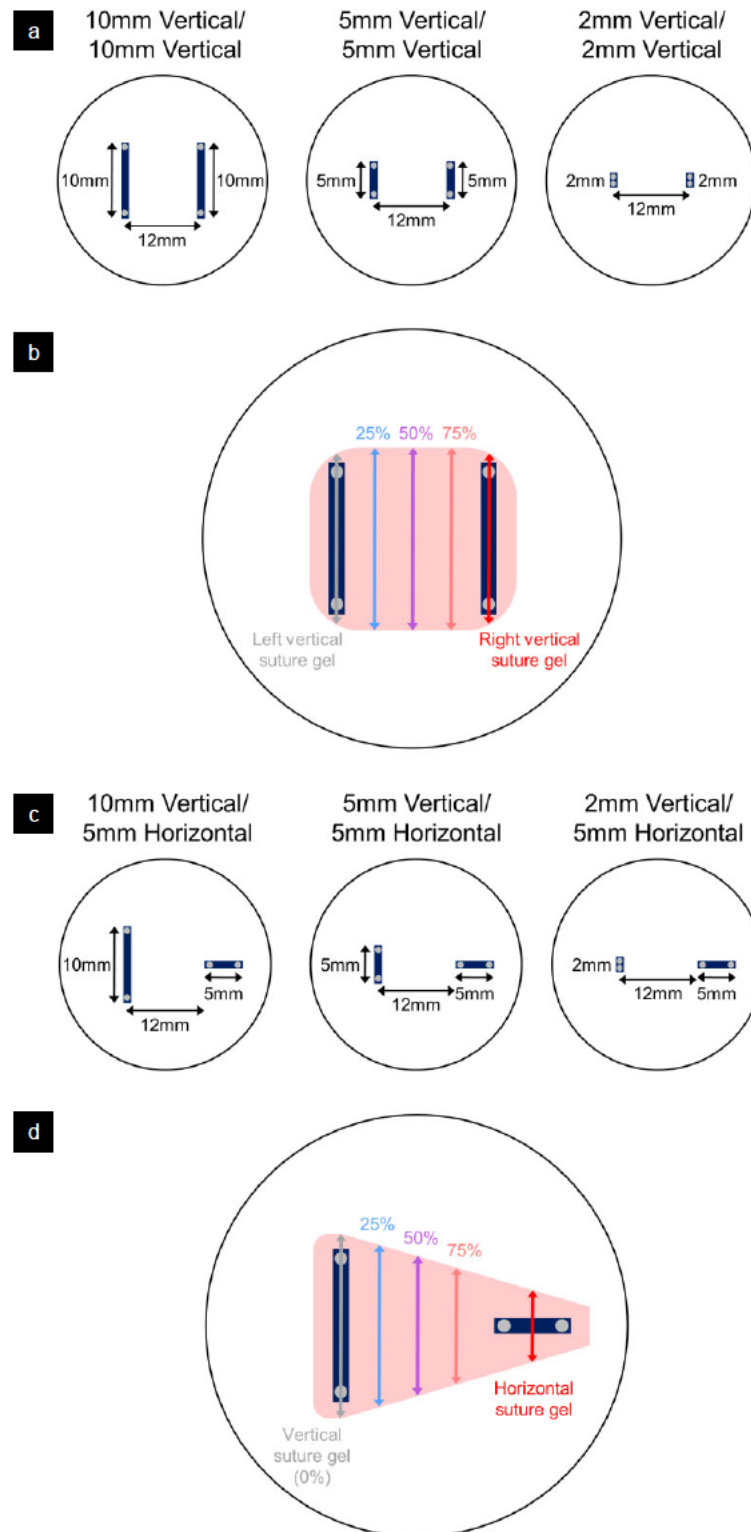 a
10mm Vertical/
10mm Vertical
5mm Vertical/
5mm Vertical
2mm Vertical/
2mm Vertical
10mm
10mm
12mm
5mm
5mm
12mm
2mm
2mm
12mm
b
25%
50%
75%
Left vertical
suture gel
Right vertical
suture gel
c
10mm Vertical/
5mm Horizontal
5mm Vertical/
5mm Horizontal
2mm Vertical/
5mm Horizontal
10mm
5mm
12mm
5mm
5mm
12mm
2mm
12mm
5mm
d
25%
50%
75%
Horizontal
suture gel
Vertical
suture gel
(0%)